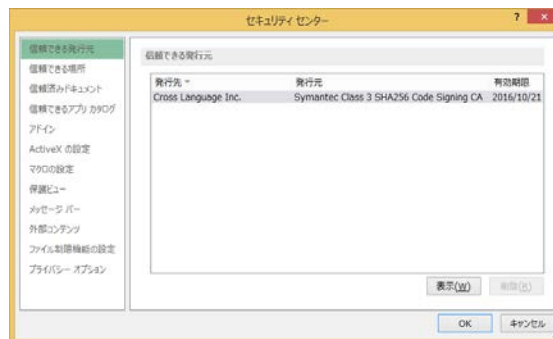 セキュリティ センター
? ×
信頼できる発行元
信頼できる場所
信頼済みドキュメント
信頼できるアプリ カタログ
アドイン
ActiveX の設定
マクロの設定
保護ビュー
メッセージ バー
外部コンテンツ
ファイル制限機能の設定
プライバシー オプション
信頼できる発行元
発行先 発行元 有効期限
Cross Language Inc. Symantec Class 3 SHA256 Code Signing CA 2016/10/21
表示(W) 削除(R)
OK キャンセル